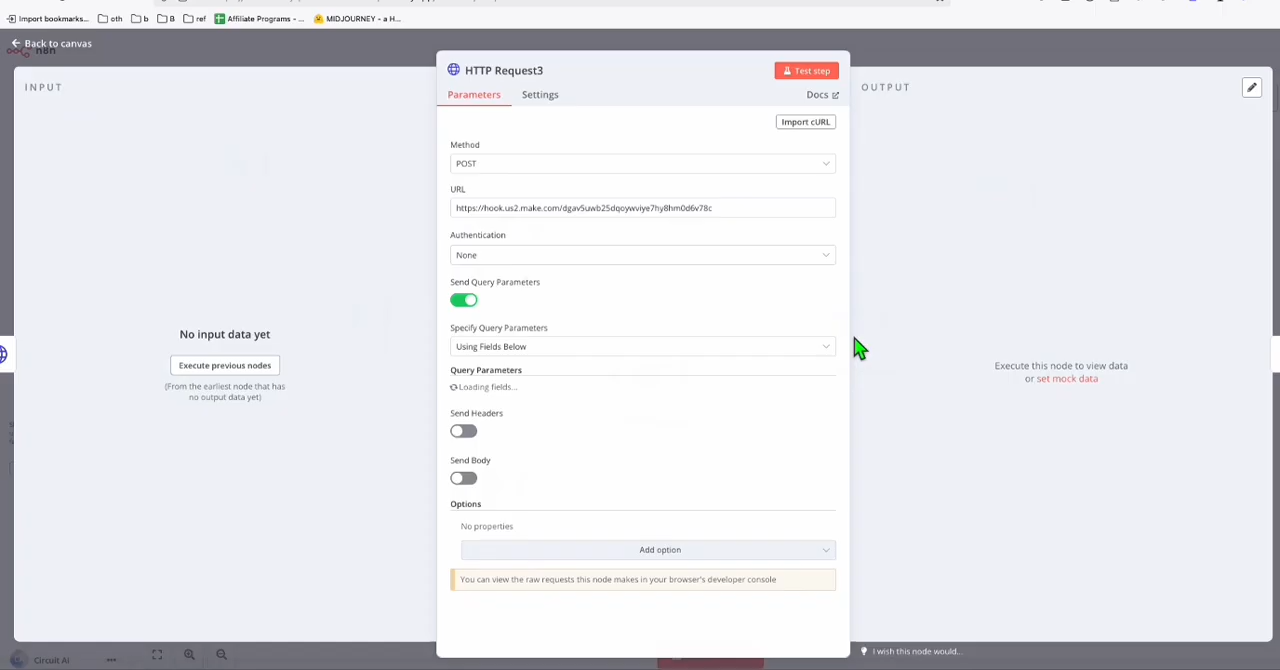 Import bookmarks...
oth
b
B
ref
Affiliate Programs - ...
MIDJOURNEY - a H...
Back to canvas
n8n
INPUT
HTTP Request3
Test step
OUTPUT
Parameters
Settings
Docs
Import cURL
Method
POST
URL
https://hook.us2.make.com/dgav5uwb25dqoywviye7hy8hm0d6v78c
Authentication
None
Send Query Parameters
Specify Query Parameters
Using Fields Below
Query Parameters
Loading fields...
No input data yet
Execute previous nodes
(From the earliest node that has
no output data yet)
Execute this node to view data
or set mock data
Send Headers
Send Body
Options
No properties
Add option
You can view the raw requests this node makes in your browser's developer console
Circuit AI
I wish this node would...